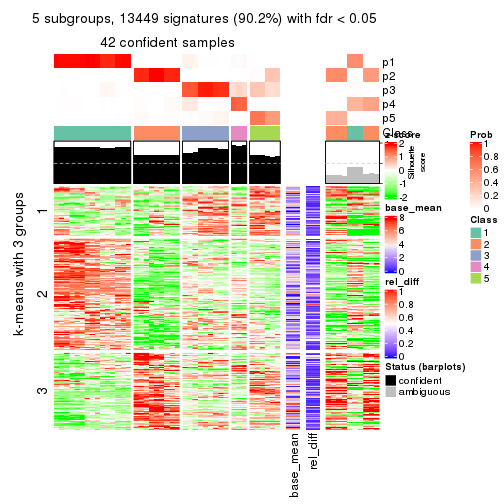 5 subgroups, 13449 signatures (90.2%) with fdr < 0.05
42 confident samples
p1
p2
p3
p4
p5
Class
z-score
2
1
0
-1
-2
Silhouette
score
base_mean
8
6
4
2
0
rel_diff
1
0.8
0.6
0.4
0.2
0
Status (barplots)
confident
ambiguous
Prob
1
0.8
0.6
0.4
0.2
0
Class
1
2
3
4
5
k-means with 3 groups
1
2
3
base_mean
rel_diff